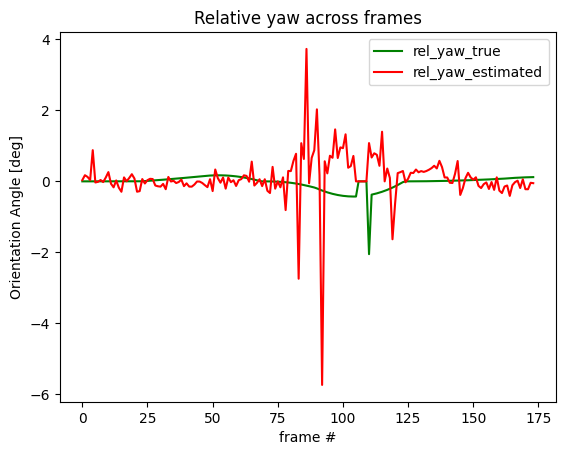 Relative yaw across frames
rel_yaw_true
rel_yaw_estimated
Orientation Angle [deg]
4
2
0
−2
−4
−6
0 25 50 75 100 125 150 175
frame #